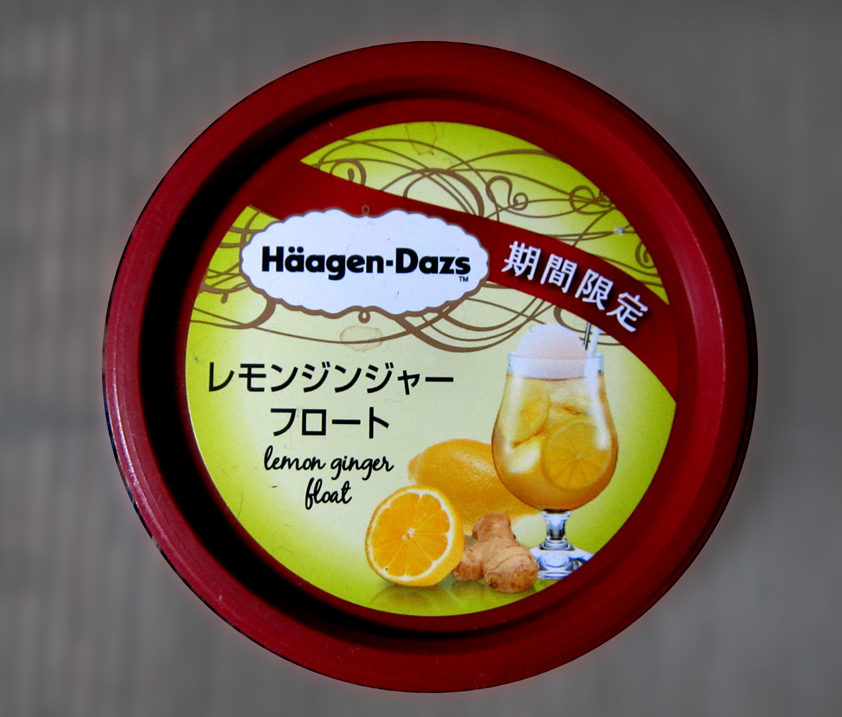 Häagen-Dazs™
期間限定
レモンジンジャー
フロート
lemon ginger
float